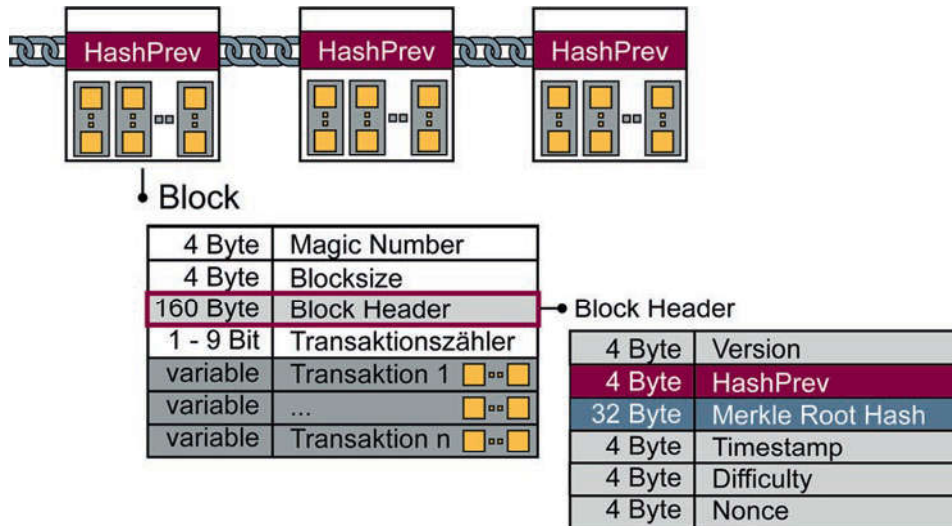 HashPrev HashPrev HashPrev
Block
4 Byte Magic Number
4 Byte Blocksize
160 Byte Block Header
1 - 9 Bit Transaktionszähler
variable Transaktion 1
variable ...
variable Transaktion n
Block Header
4 Byte Version
4 Byte HashPrev
32 Byte Merkle Root Hash
4 Byte Timestamp
4 Byte Difficulty
4 Byte Nonce